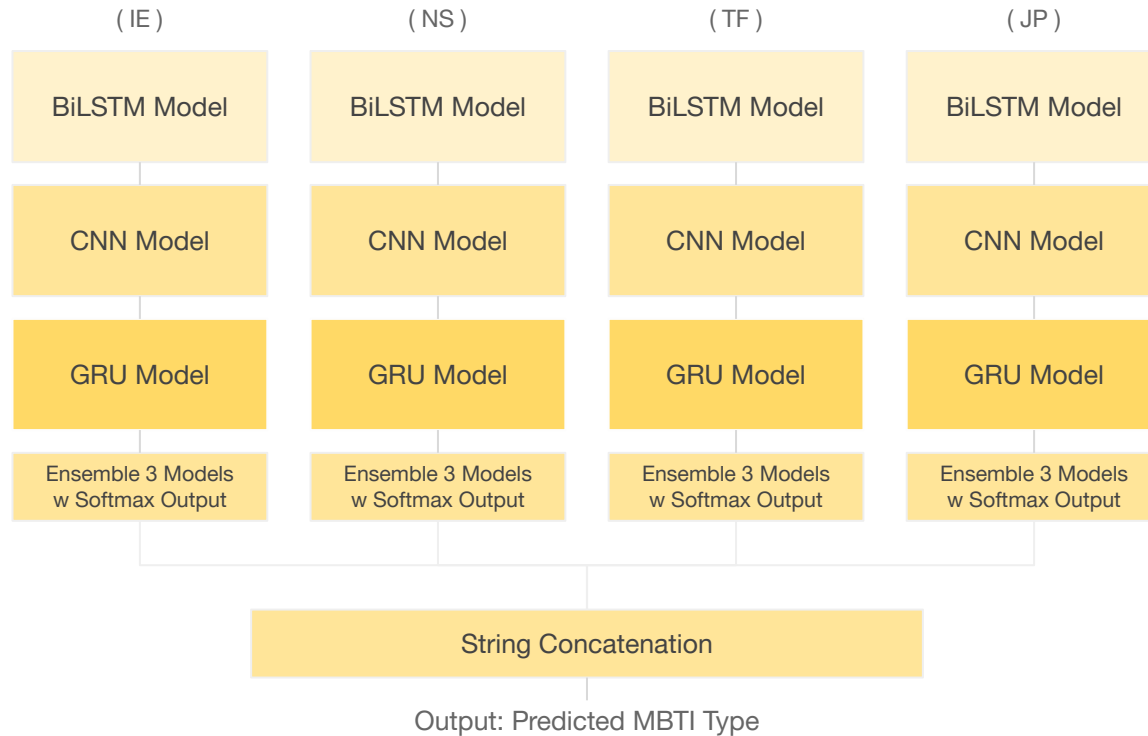 ( IE )
( NS )
( TF )
( JP )
BiLSTM Model
BiLSTM Model
BiLSTM Model
BiLSTM Model
CNN Model
CNN Model
CNN Model
CNN Model
GRU Model
GRU Model
GRU Model
GRU Model
Ensemble 3 Models
w Softmax Output
Ensemble 3 Models
w Softmax Output
Ensemble 3 Models
w Softmax Output
Ensemble 3 Models
w Softmax Output
String Concatenation
Output: Predicted MBTI Type